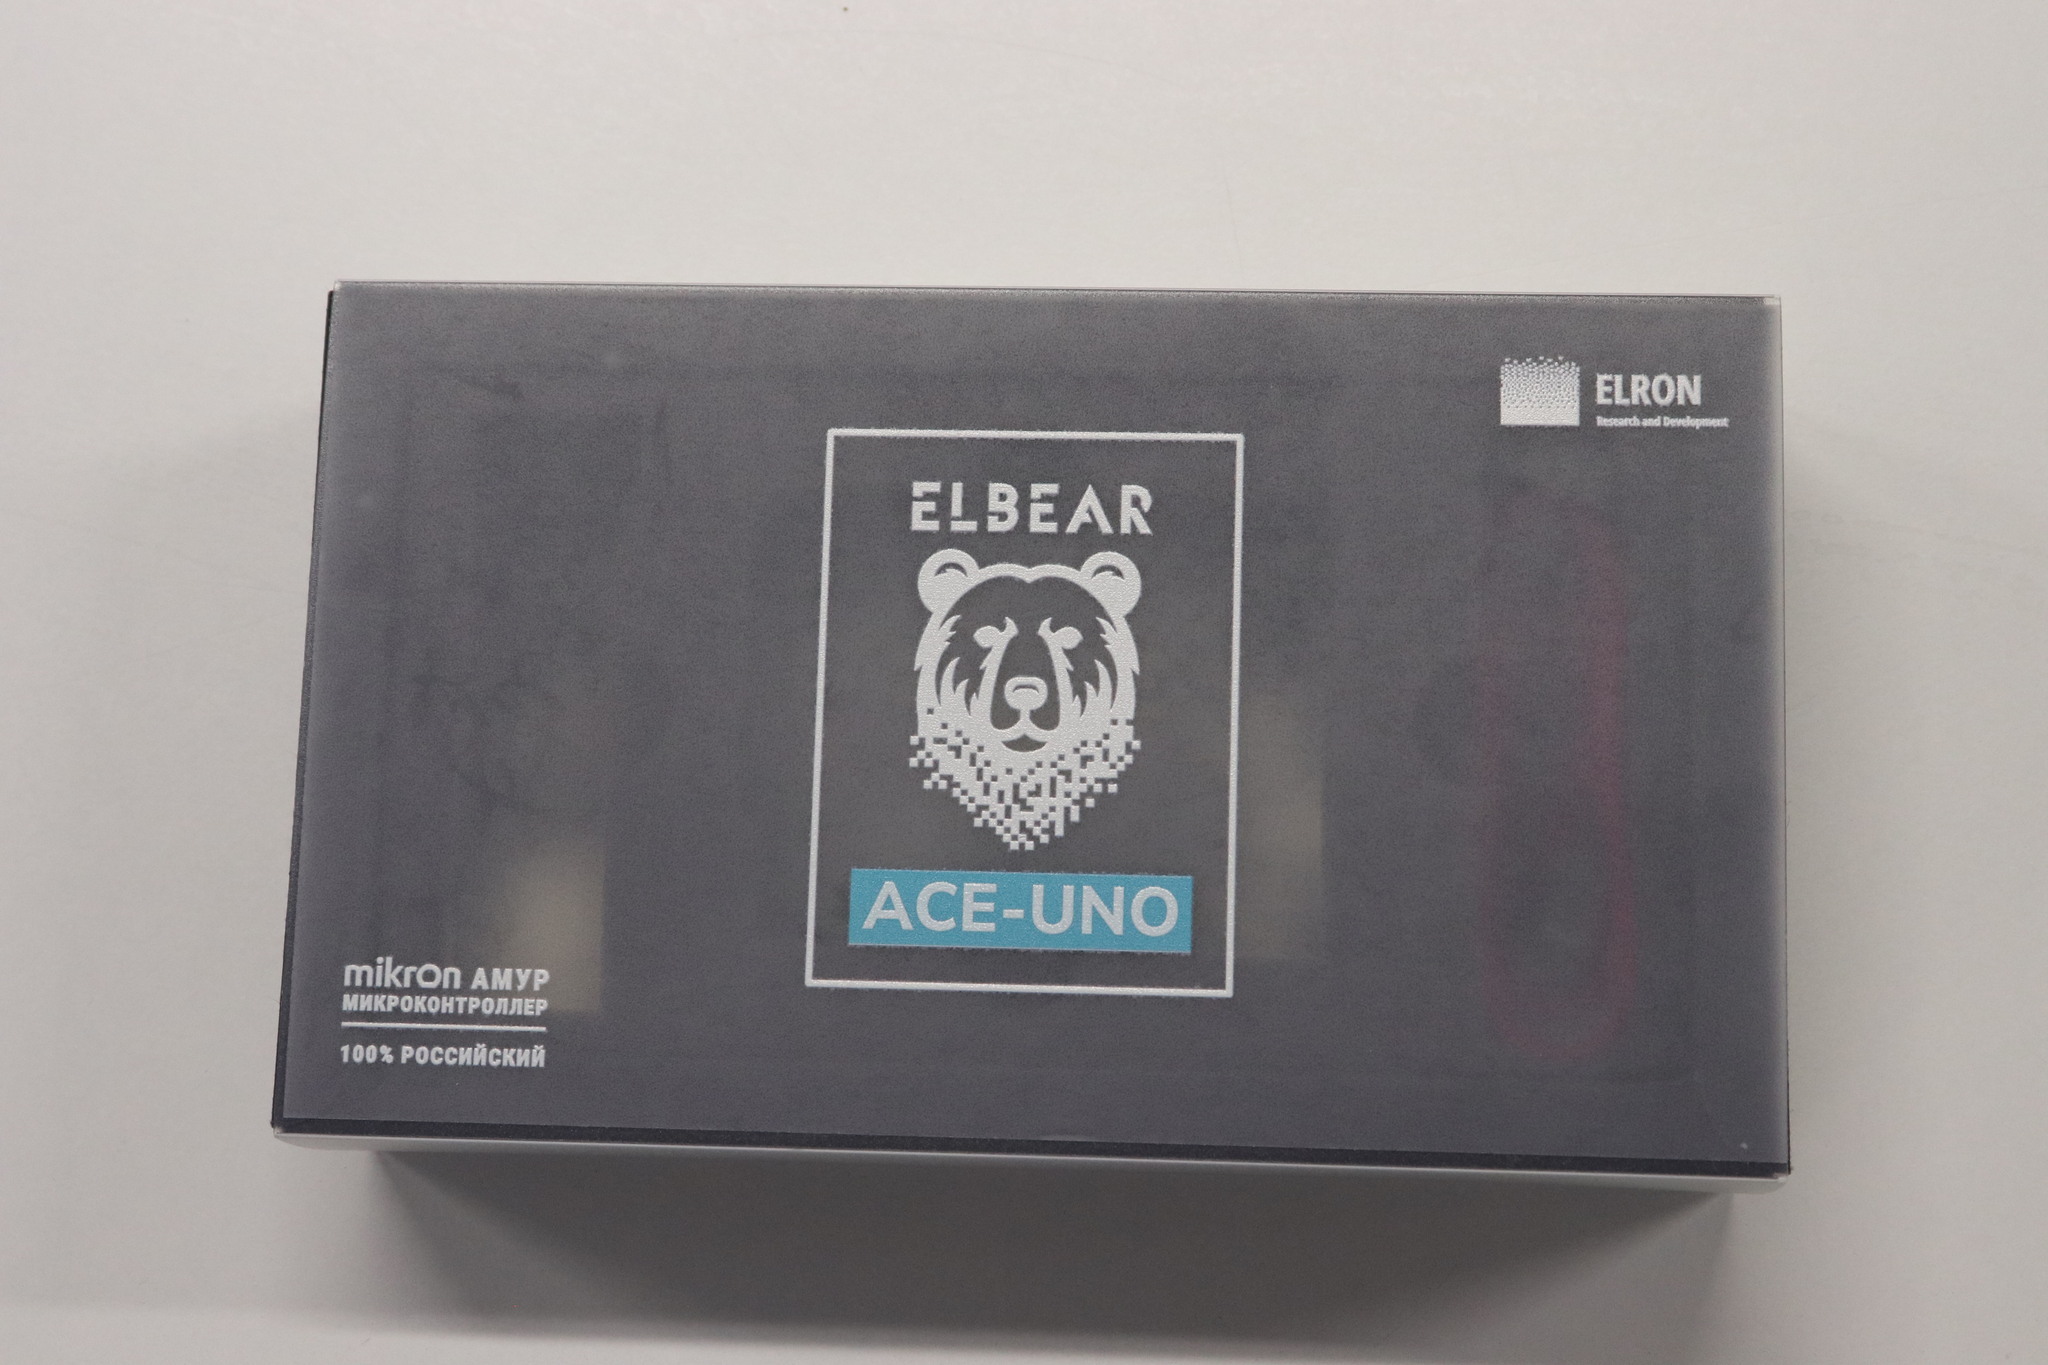 ELRON
Research and Development
ELBEAR
ACE-UNO
mikron АМУР
МИКРОКОНТРОЛЛЕР
100% РОССИЙСКИЙ